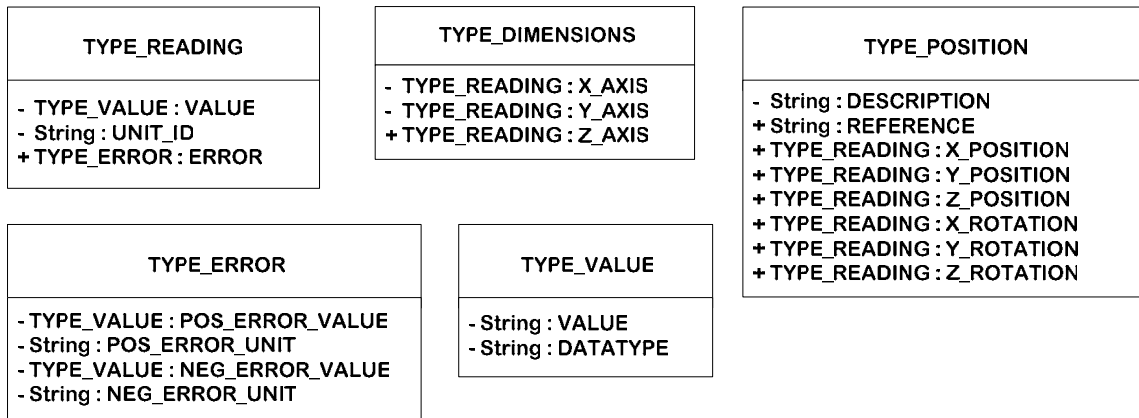 TYPE_READING
- TYPE_VALUE : VALUE
- String : UNIT_ID
+ TYPE_ERROR : ERROR
TYPE_DIMENSIONS
- TYPE_READING : X_AXIS
- TYPE_READING : Y_AXIS
+ TYPE_READING : Z_AXIS
TYPE_POSITION
- String : DESCRIPTION
+ String : REFERENCE
+ TYPE_READING : X_POSITION
+ TYPE_READING : Y_POSITION
+ TYPE_READING : Z_POSITION
+ TYPE_READING : X_ROTATION
+ TYPE_READING : Y_ROTATION
+ TYPE_READING : Z_ROTATION
TYPE_ERROR
- TYPE_VALUE : POS_ERROR_VALUE
- String : POS_ERROR_UNIT
- TYPE_VALUE : NEG_ERROR_VALUE
- String : NEG_ERROR_UNIT
TYPE_VALUE
- String : VALUE
- String : DATATYPE